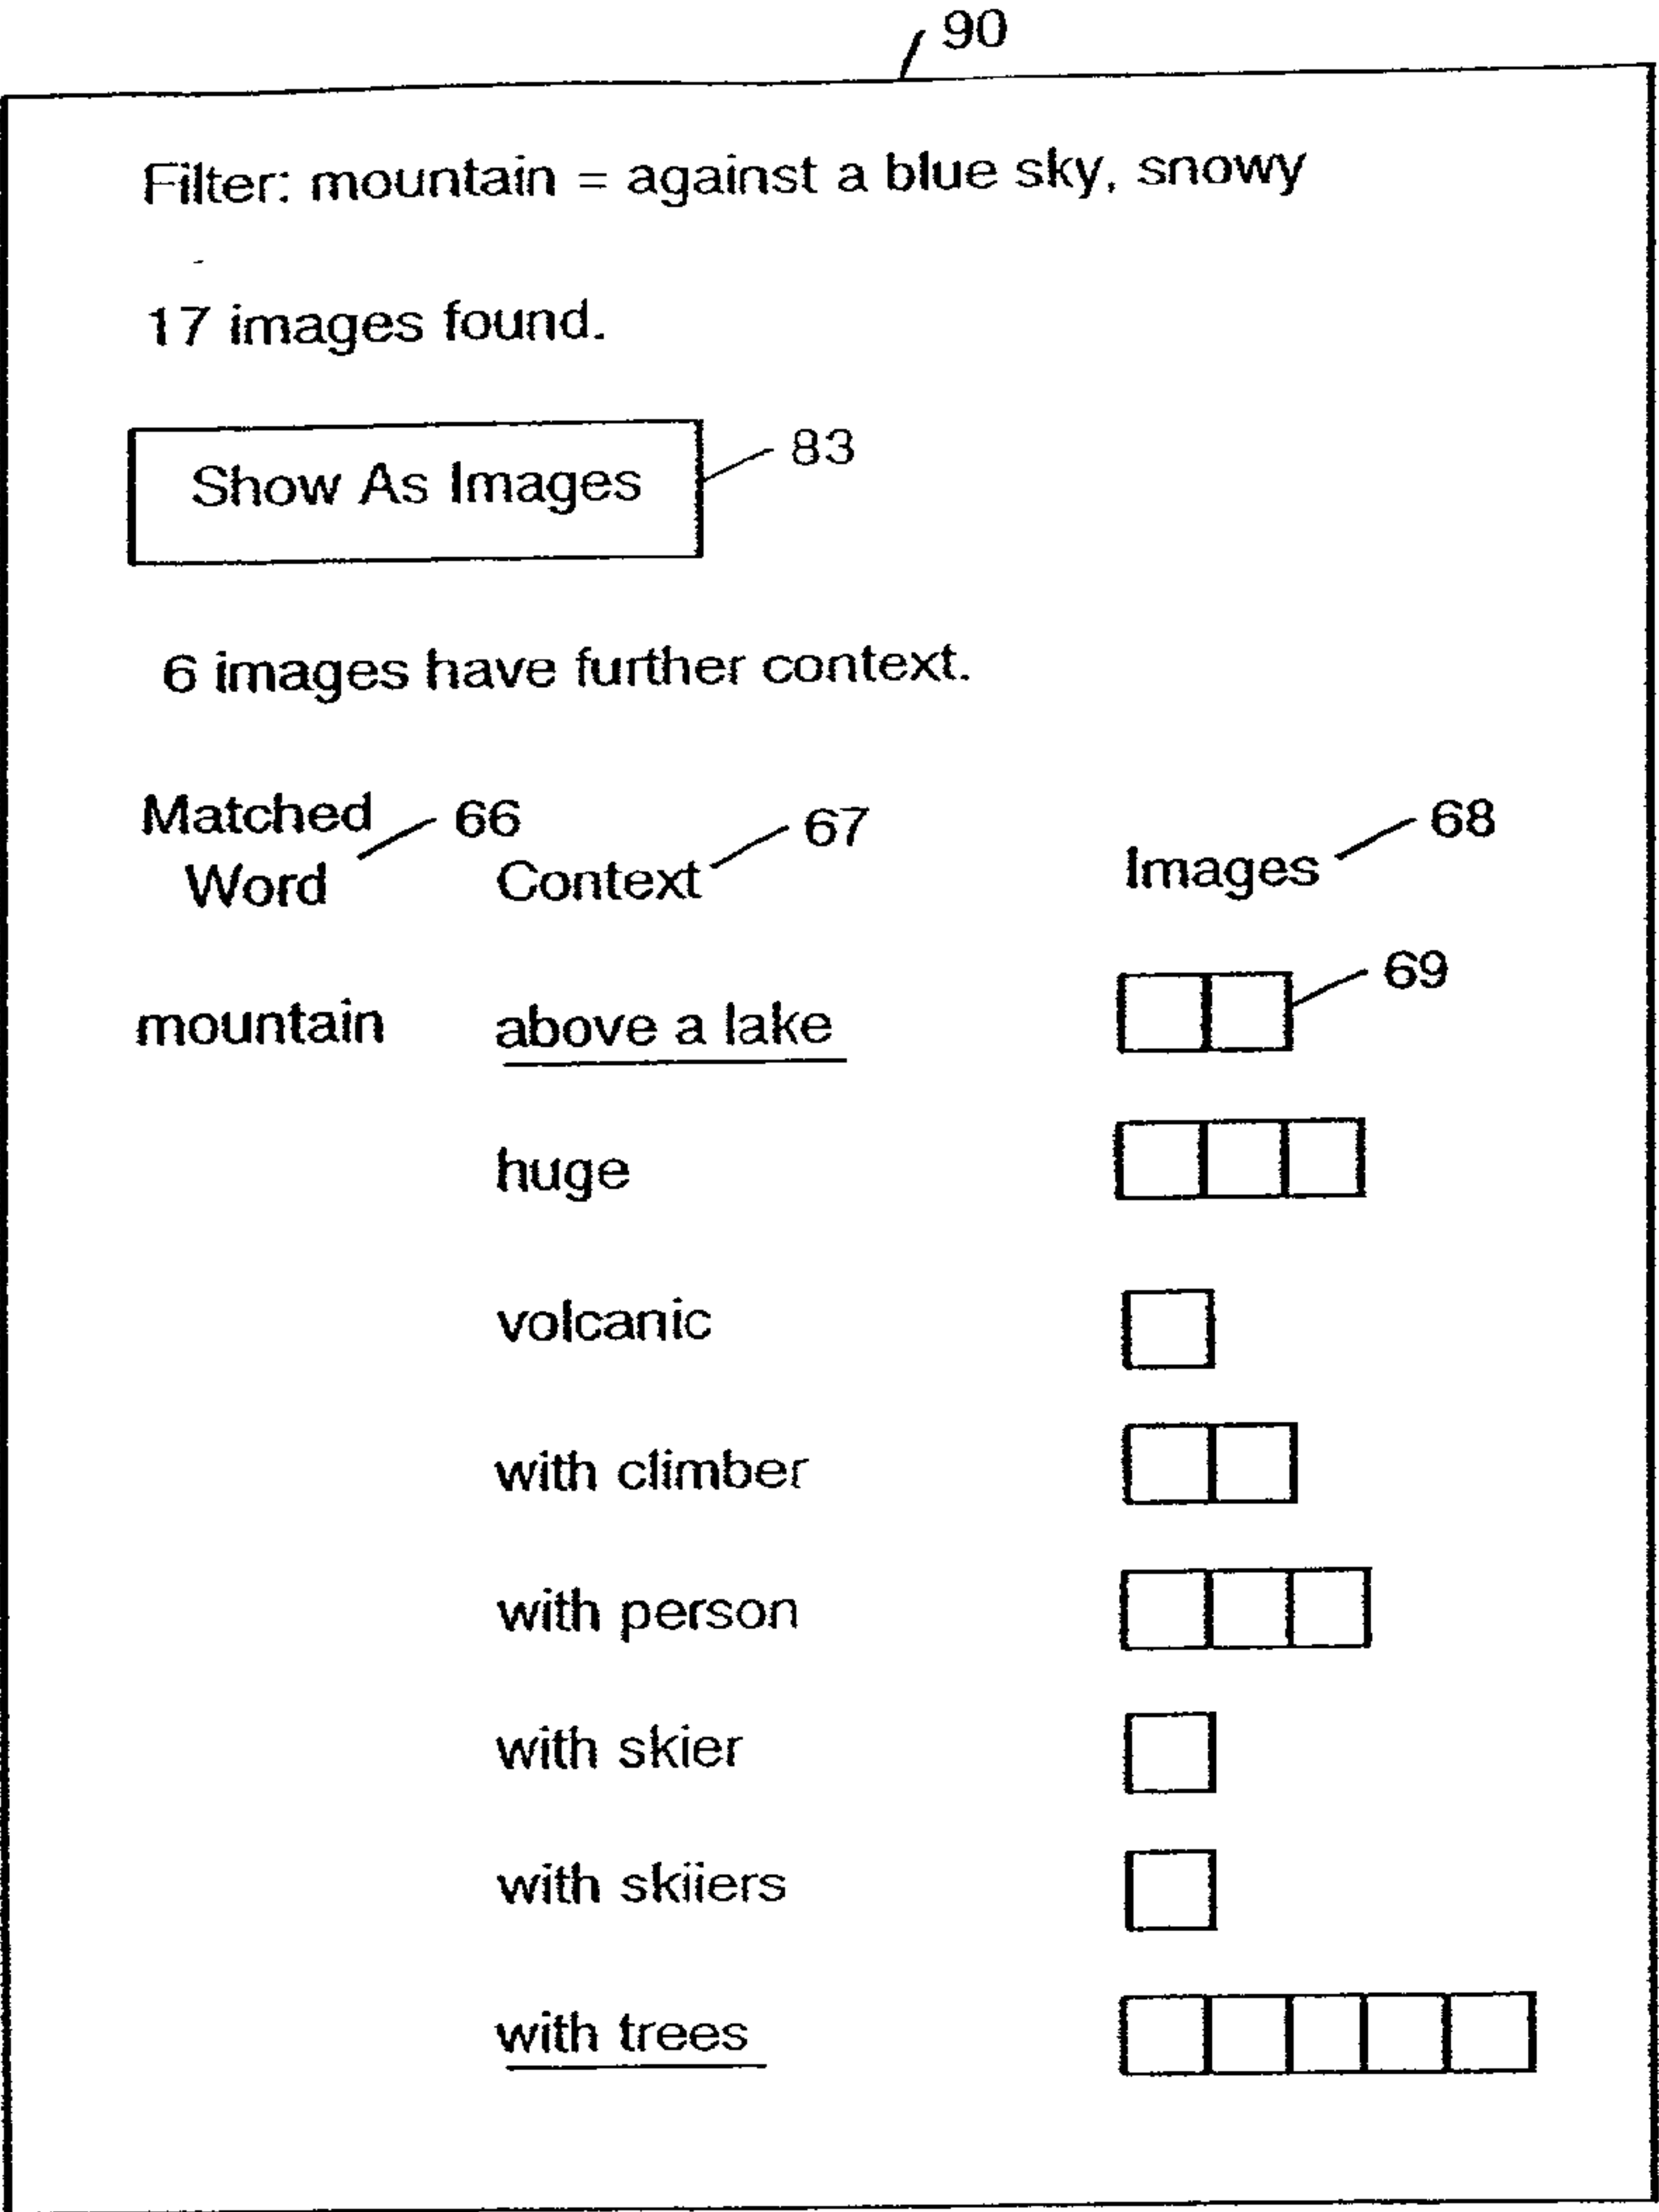 90
Filter: mountain = against a blue sky, snowy
17 images found.
Show As Images 83
6 images have further context.
Matched 66 67 68
Word Context Images
69
mountain above a lake
huge
volcanic
with climber
with person
with skier
with skiiers
with trees